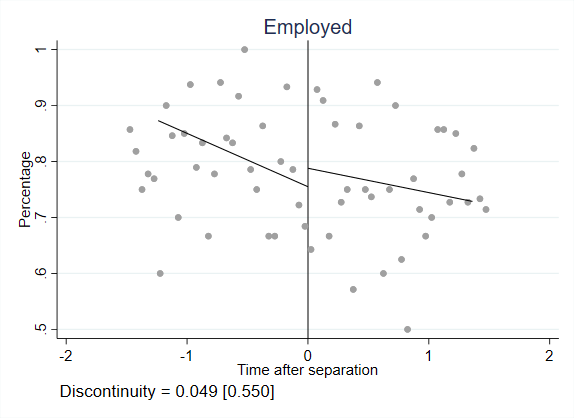 Employed
Percentage
1
.9
.8
.7
.6
.5
-2 -1 0 1 2
Time after separation
Discontinuity = 0.049 [0.550]